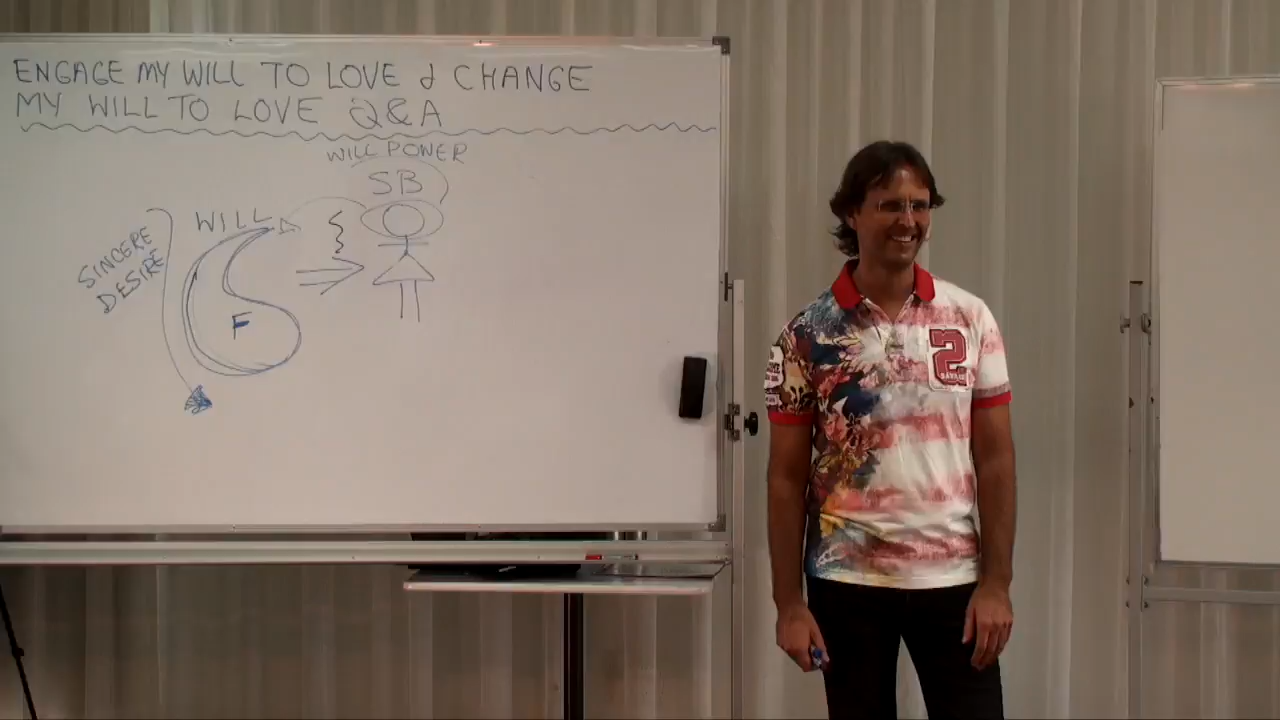 ENGAGE MY WILL TO LOVE & CHANGE
MY WILL TO LOVE Q&A
WILL POWER
SB
WILL
SINCERE
DESIRE
F
2